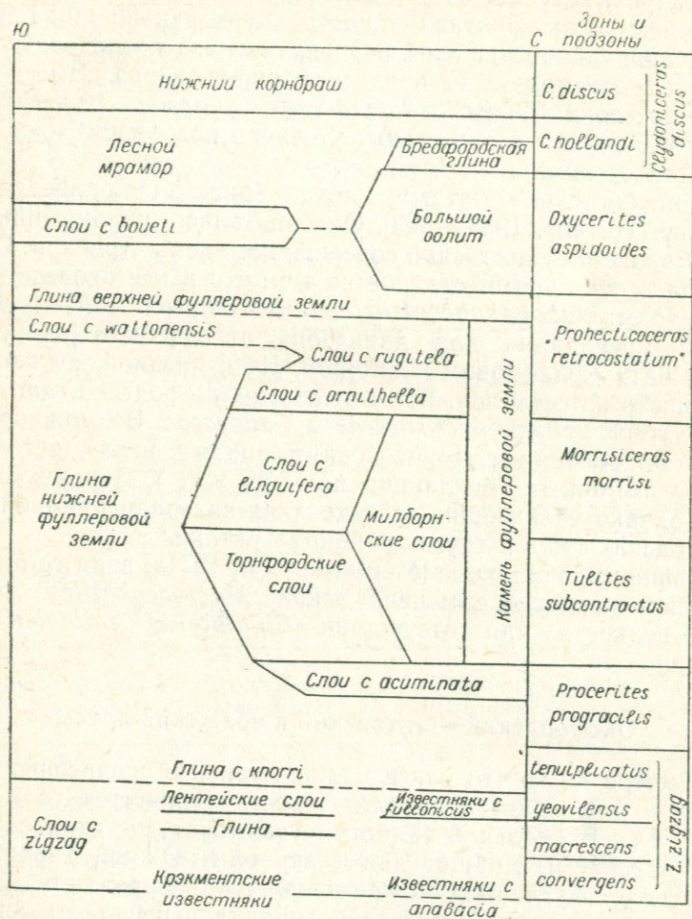 Ю
С
Зоны и
подзоны
Нижний корнбраш
C. discus
Clydoniceras
discus
Лесной
мрамор
Бредфордская
глина
C. hollandi
Слои с boueti
Большой
оолит
Oxycerites
aspidoides
Глина верхней фуллеровой земли
Слои с wattonensis
Слои с rugitela
„Prohecticoceras
retrocostatum"
Слои с ornithella
Глина
нижней
фуллеровой
земли
Слои с
linguifera
Милборн-
ские слои
Камень фуллеровой земли
Morrisiceras
morrisi
Торнфордские
слои
Tulites
subcontractus
Слои с acuminata
Procerites
progracilis
Глина с knorri
tenuiplicatus
Z. zigzag
Лентейские слои
Известняки с
fullonicus
yeovilensis
Слои с
zigzag
Глина
macrescens
Крэкментские
известняки
Известняки с
anabacia
convergens